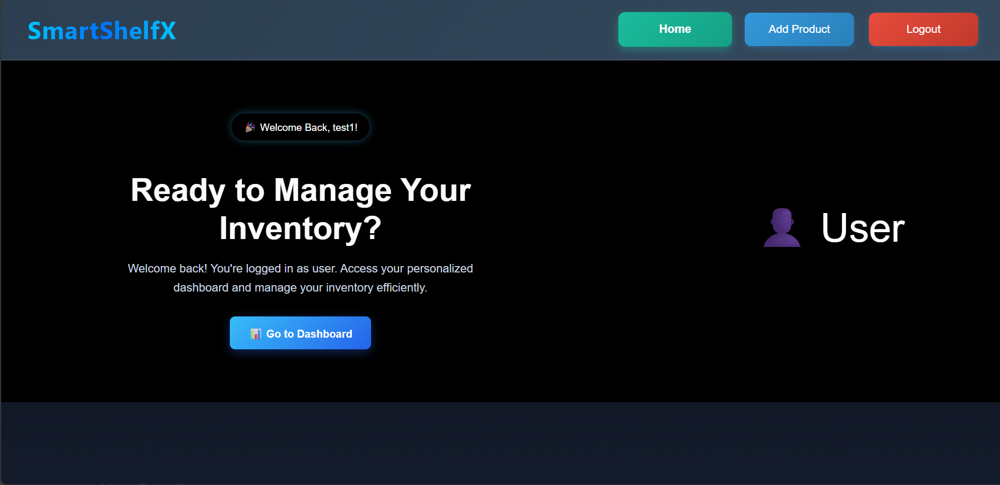 SmartShelfX
Home
Add Product
Logout
🎉 Welcome Back, test1!
Ready to Manage Your
Inventory?
Welcome back! You're logged in as user. Access your personalized
dashboard and manage your inventory efficiently.
📊 Go to Dashboard
👤 User